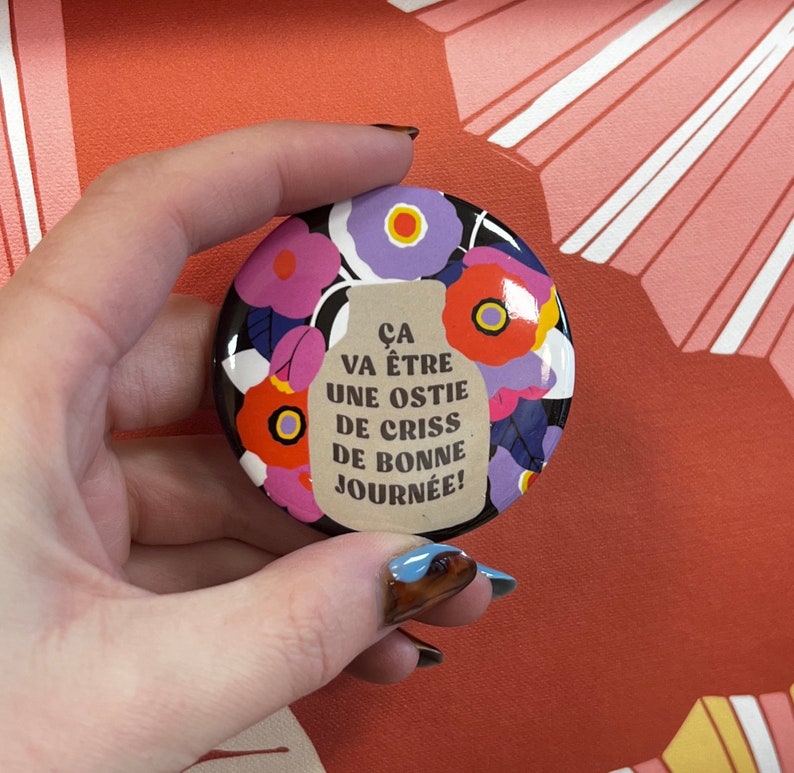 ÇA
VA ÊTRE
UNE OSTIE
DE CRISS
DE BONNE
JOURNÉE!